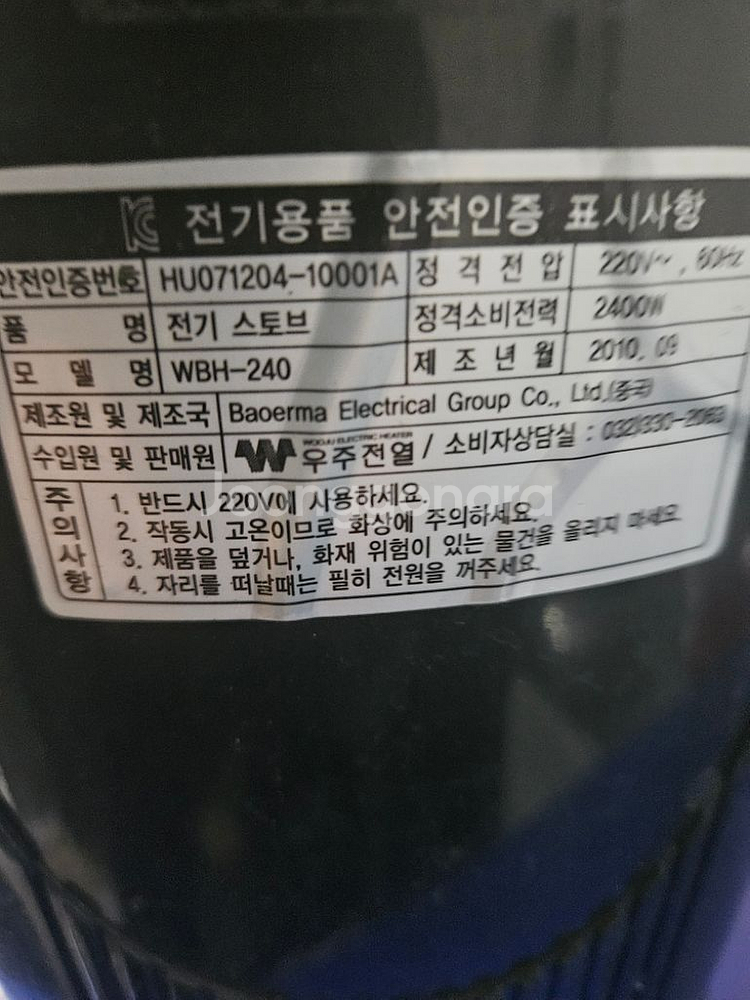 KC 전기용품 안전인증 표시사항
안전인증번호 HU071204-10001A 정격전압 220V~, 60Hz
품명 전기 스토브 정격소비전력 2400W
모델명 WBH-240 제조년월 2010. 09
제조원 및 제조국 Baoerma Electrical Group Co., Ltd.(중국)
수입원 및 판매원 WOOJU ELECTRIC HEATER 우주전열 / 소비자상담실 : 032)330-2063
주의사항
1. 반드시 220V에 사용하세요.
2. 작동시 고온이므로 화상에 주의하세요.
3. 제품을 덮거나, 화재 위험이 있는 물건을 올리지 마세요.
4. 자리를 떠날때는 필히 전원을 꺼주세요.
Joonggonara